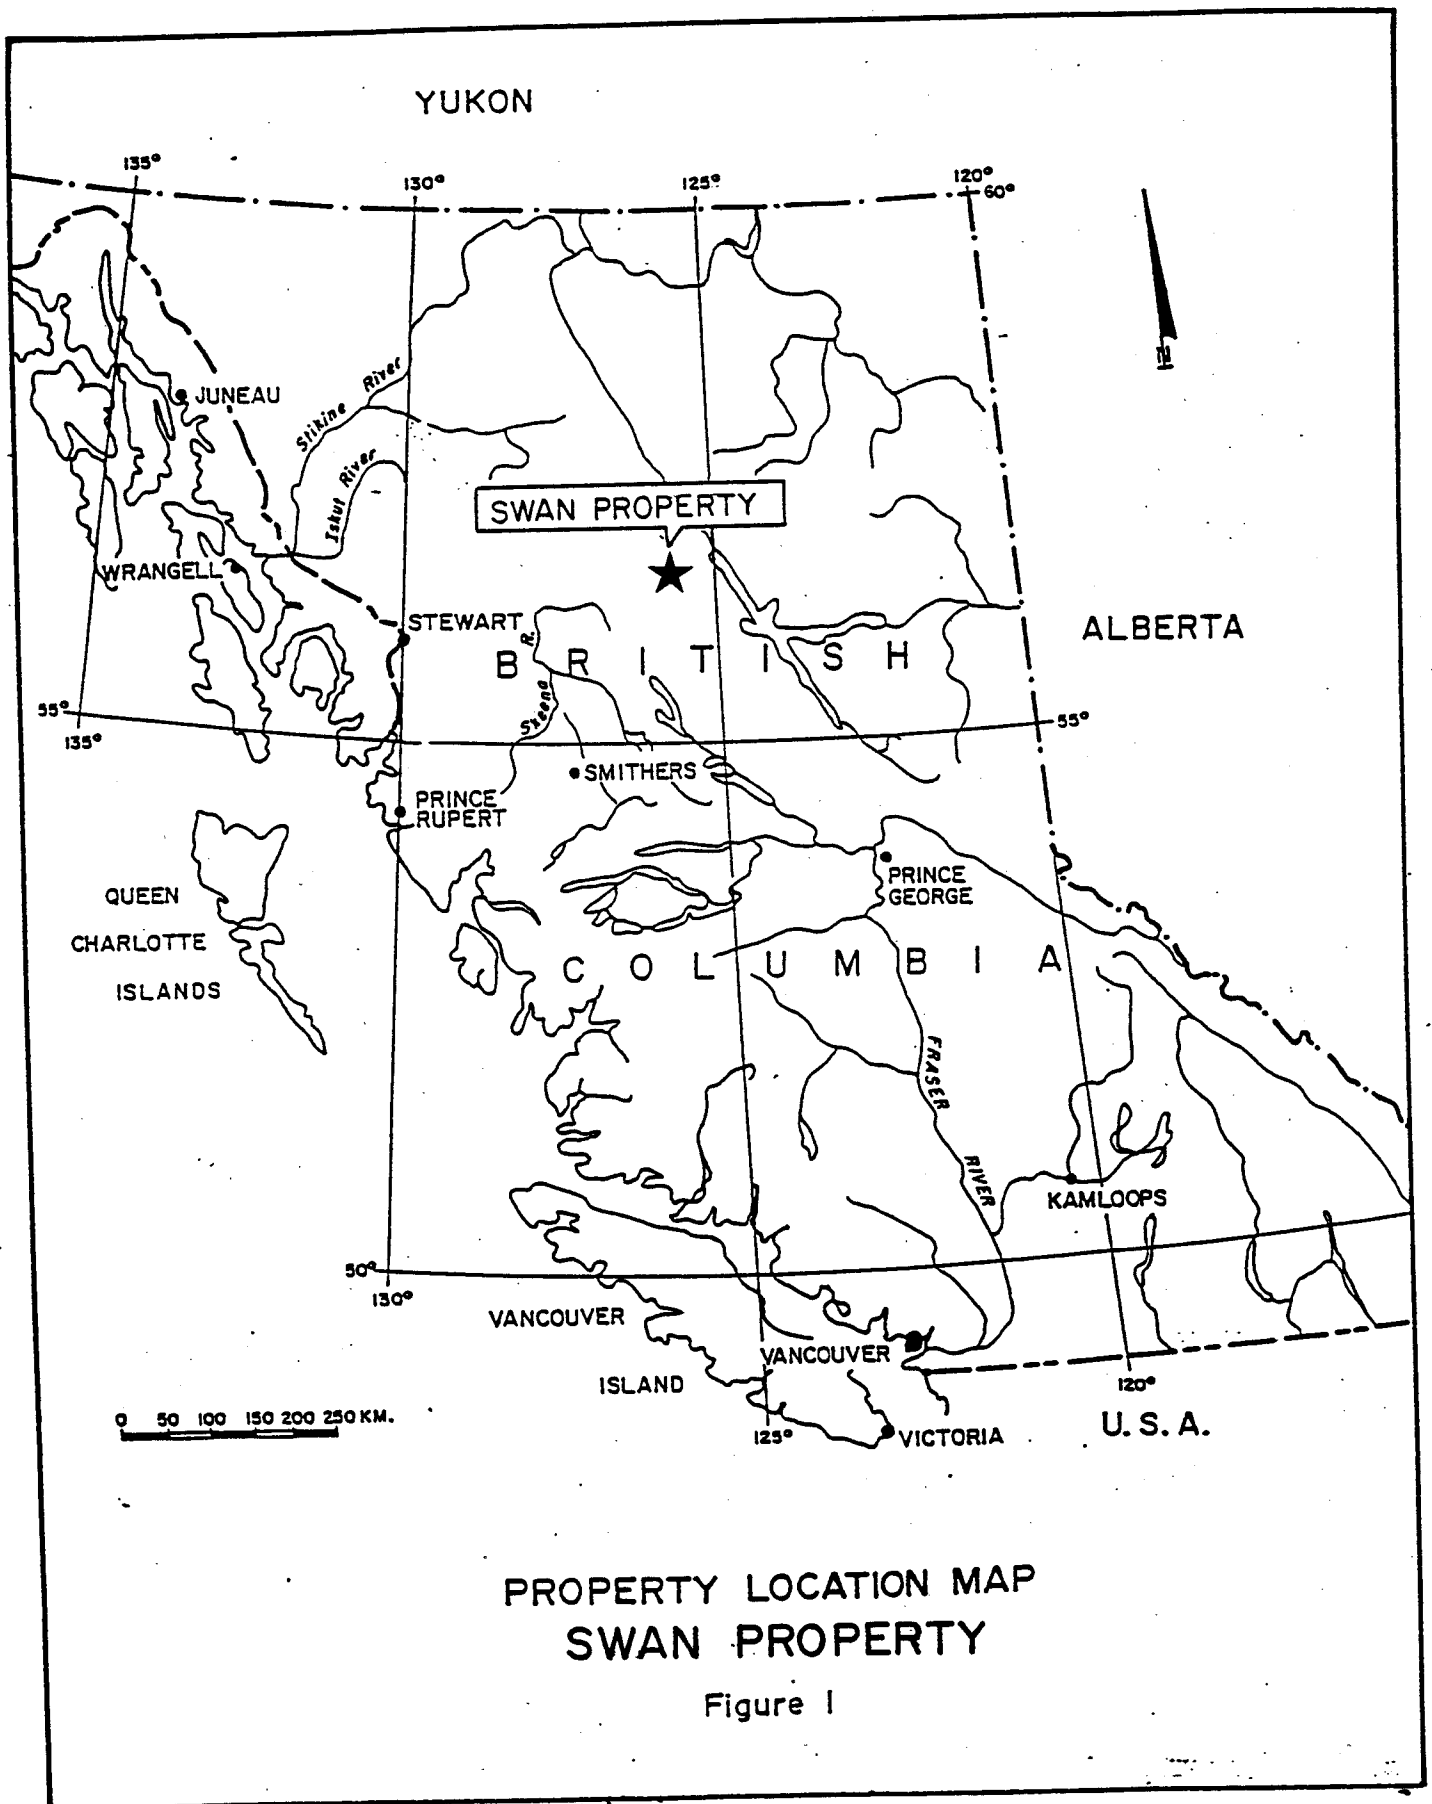 YUKON
135°
130°
125°
120°
60°
N
JUNEAU
Stikine River
Iskut River
SWAN PROPERTY
WRANGELL
STEWART
ALBERTA
BRITISH
Skeena R.
55°
135°
55°
SMITHERS
PRINCE
RUPERT
PRINCE
GEORGE
QUEEN
CHARLOTTE
ISLANDS
COLUMBIA
FRASER RIVER
KAMLOOPS
50°
130°
VANCOUVER
ISLAND
VANCOUVER
120°
U.S.A.
125°
VICTORIA
0 50 100 150 200 250 KM.
PROPERTY LOCATION MAP
SWAN PROPERTY
Figure 1